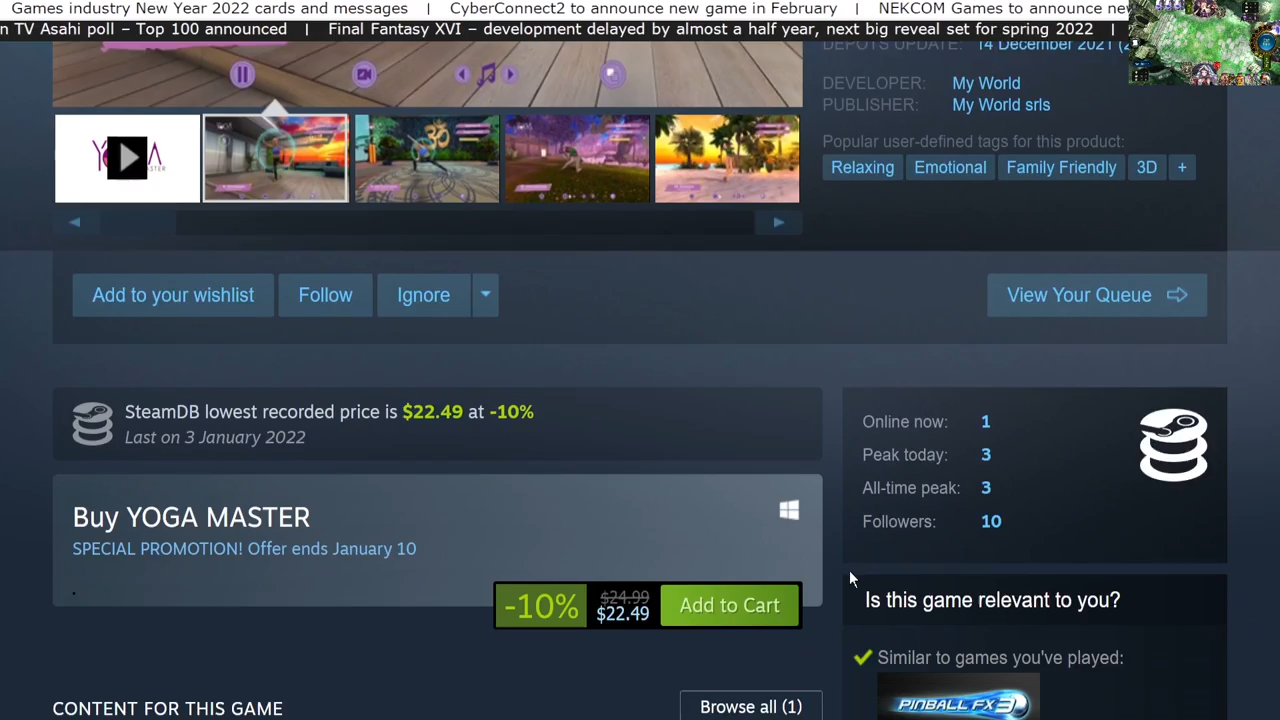 Games industry New Year 2022 cards and messages | CyberConnect2 to announce new game in February | NEKCOM Games to announce
n TV Asahi poll – Top 100 announced | Final Fantasy XVI – development delayed by almost a half year, next big reveal set for spring 2022 |
DEPOTS UPDATE: 14 December 2021
DEVELOPER: My World
PUBLISHER: My World srls
Popular user-defined tags for this product:
Relaxing Emotional Family Friendly 3D +
YOGA MASTER
Add to your wishlist Follow Ignore View Your Queue
SteamDB lowest recorded price is $22.49 at -10%
Last on 3 January 2022
Online now: 1
Peak today: 3
All-time peak: 3
Followers: 10
Buy YOGA MASTER
SPECIAL PROMOTION! Offer ends January 10
-10% $24.99 $22.49 Add to Cart
Is this game relevant to you?
Similar to games you've played:
PINBALL FX3
CONTENT FOR THIS GAME Browse all (1)